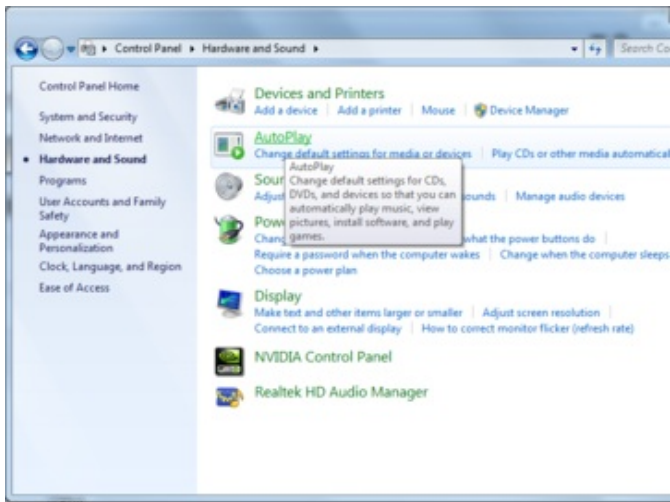 Control Panel ▸ Hardware and Sound ▸
Search Co
Control Panel Home
System and Security
Network and Internet
Hardware and Sound
Programs
User Accounts and Family
Safety
Appearance and
Personalization
Clock, Language, and Region
Ease of Access
Devices and Printers
Add a device | Add a printer | Mouse | Device Manager
AutoPlay
Change default settings for media or devices | Play CDs or other media automatical
AutoPlay
Change default settings for CDs,
DVDs, and devices so that you can
automatically play music, view
pictures, install software, and play
games.
Soun
Adjus
ounds | Manage audio devices
Pow
Chang
what the power buttons do |
Require a password when the computer wakes | Change when the computer sleeps
Choose a power plan
Display
Make text and other items larger or smaller | Adjust screen resolution |
Connect to an external display | How to correct monitor flicker (refresh rate)
NVIDIA Control Panel
Realtek HD Audio Manager